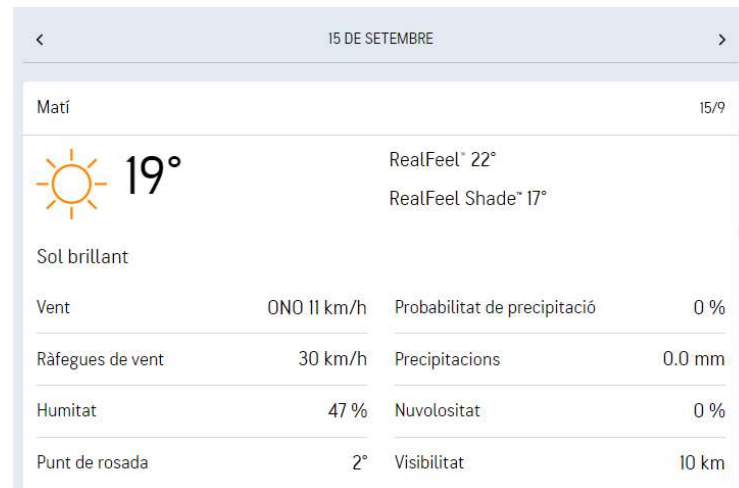 15 DE SETEMBRE
Matí 15/9
19°
RealFeel® 22°
RealFeel Shade™ 17°
Sol brillant
Vent ONO 11 km/h Probabilitat de precipitació 0 %
Ràfegues de vent 30 km/h Precipitacions 0.0 mm
Humitat 47 % Nuvolositat 0 %
Punt de rosada 2° Visibilitat 10 km